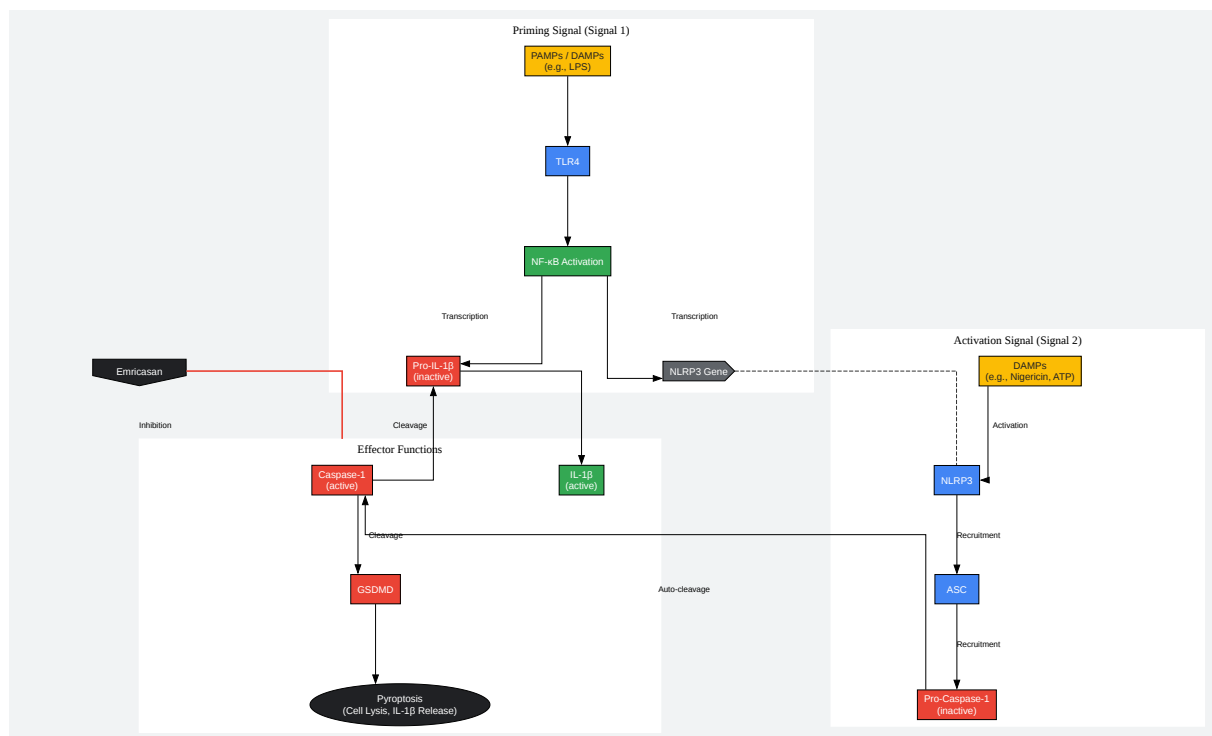 Priming Signal (Signal 1)
PAMPs / DAMPs
(e.g., LPS)
TLR4
NF-κB Activation
Transcription
Transcription
Activation Signal (Signal 2)
Emricasan
Pro-IL-1β
(inactive)
NLRP3 Gene
DAMPs
(e.g., Nigericin, ATP)
Inhibition
Cleavage
Activation
Effector Functions
Caspase-1
(active)
IL-1β
(active)
NLRP3
Cleavage
Recruitment
GSDMD
Auto-cleavage
ASC
Recruitment
Pyroptosis
(Cell Lysis, IL-1β Release)
Pro-Caspase-1
(inactive)